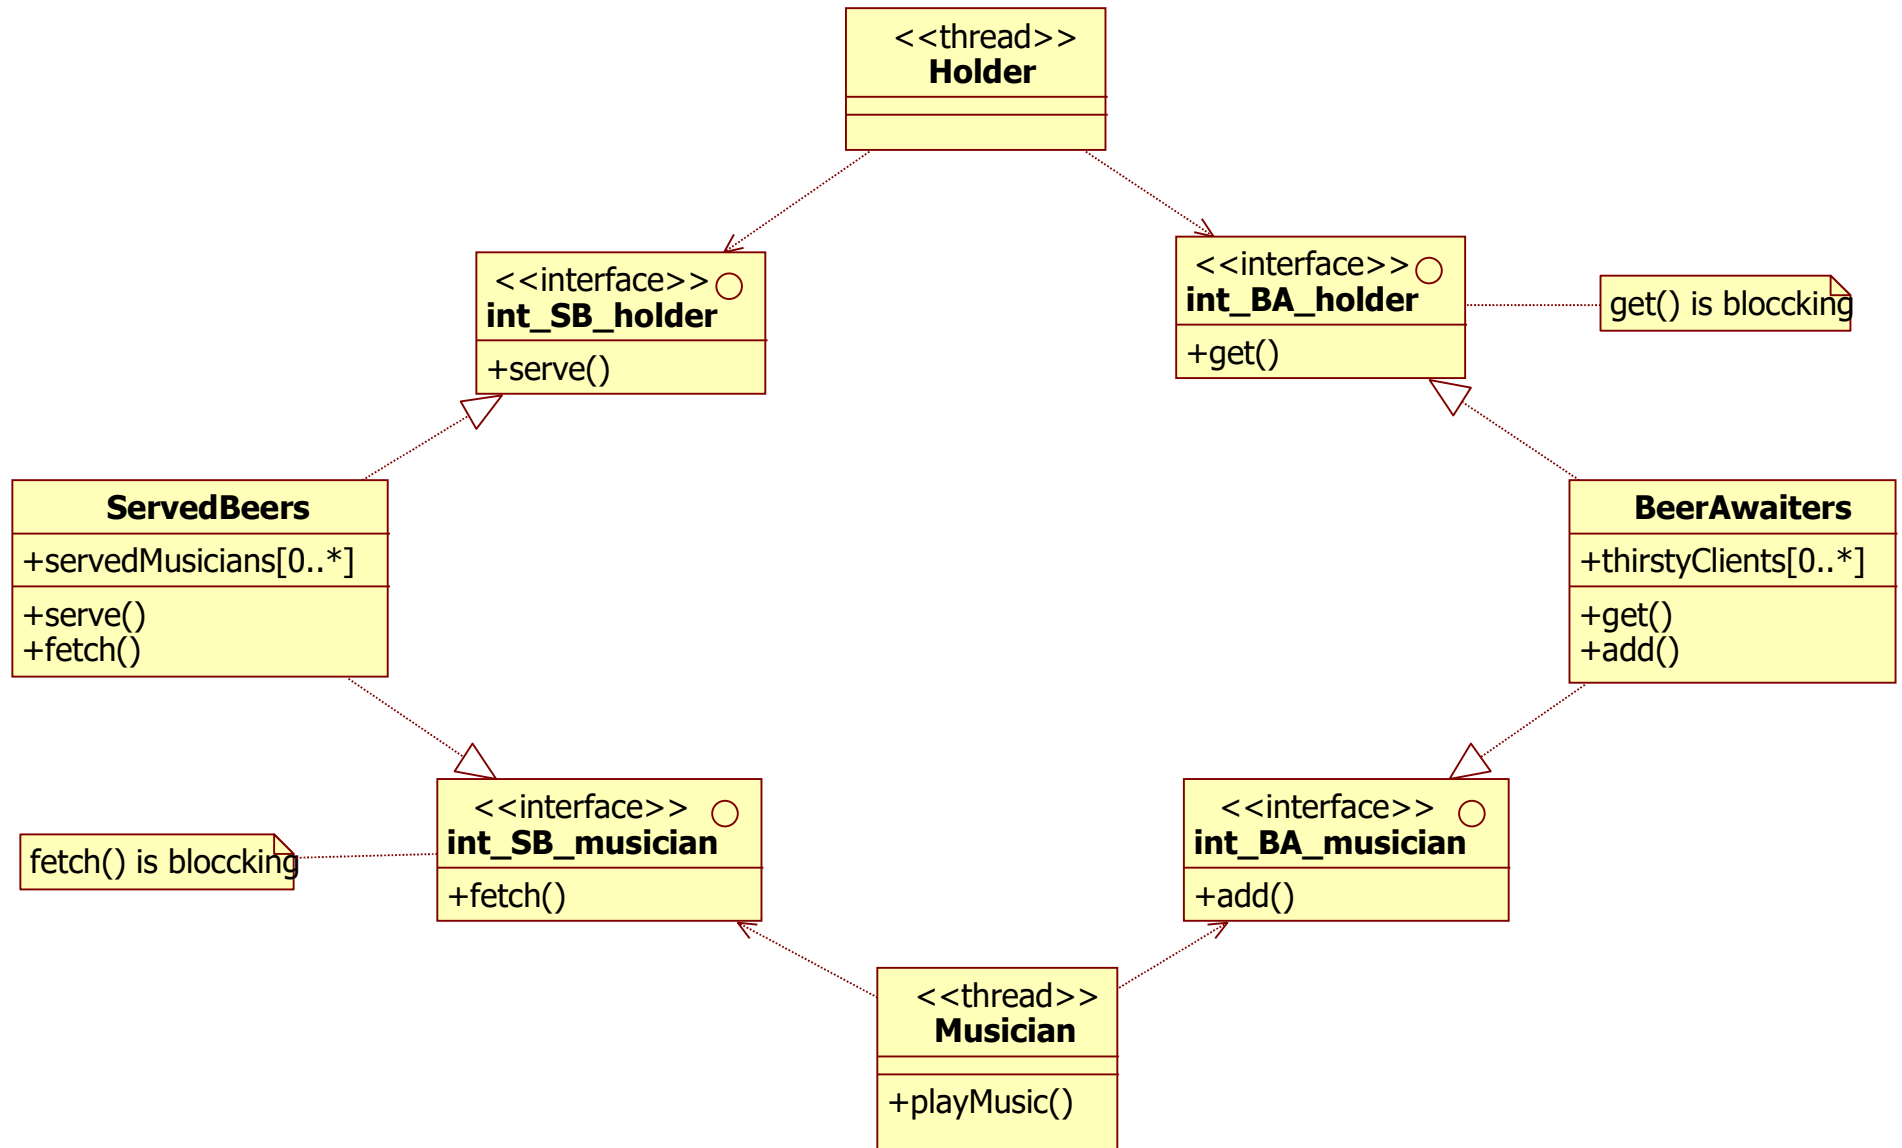 <<thread>>
Holder
<<interface>>
int_SB_holder
+serve()
<<interface>>
int_BA_holder
+get()
get() is bloccking
ServedBeers
+servedMusicians[0..*]
+serve()
+fetch()
BeerAwaiters
+thirstyClients[0..*]
+get()
+add()
fetch() is bloccking
<<interface>>
int_SB_musician
+fetch()
<<interface>>
int_BA_musician
+add()
<<thread>>
Musician
+playMusic()